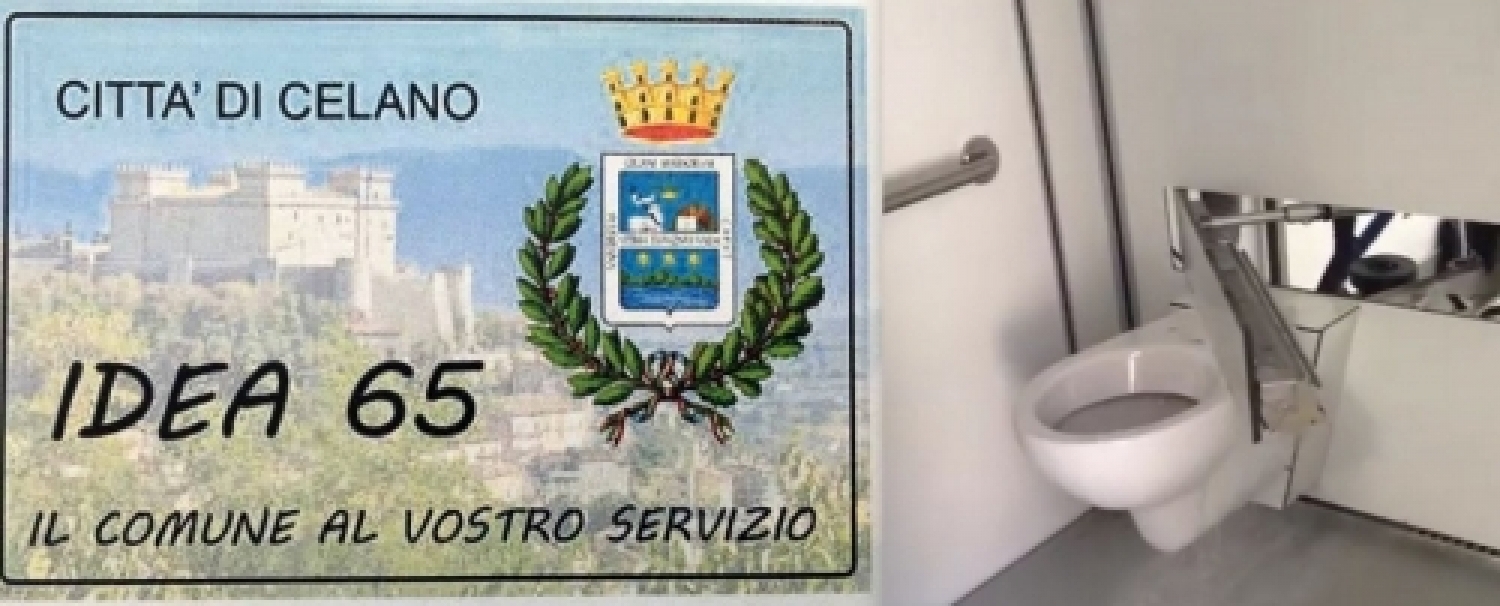 CITTA' DI CELANO
IDEA 65
IL COMUNE AL VOSTRO SERVIZIO